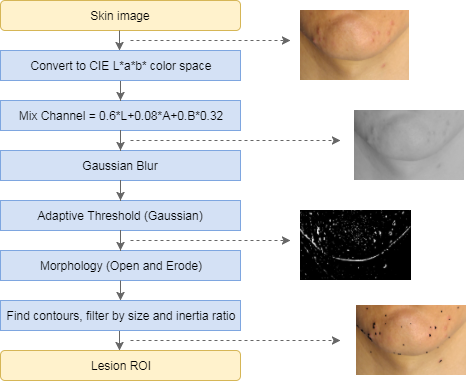 Skin image
Convert to CIE L*a*b* color space
Mix Channel = 0.6*L+0.08*A+0.B*0.32
Gaussian Blur
Adaptive Threshold (Gaussian)
Morphology (Open and Erode)
Find contours, filter by size and inertia ratio
Lesion ROI